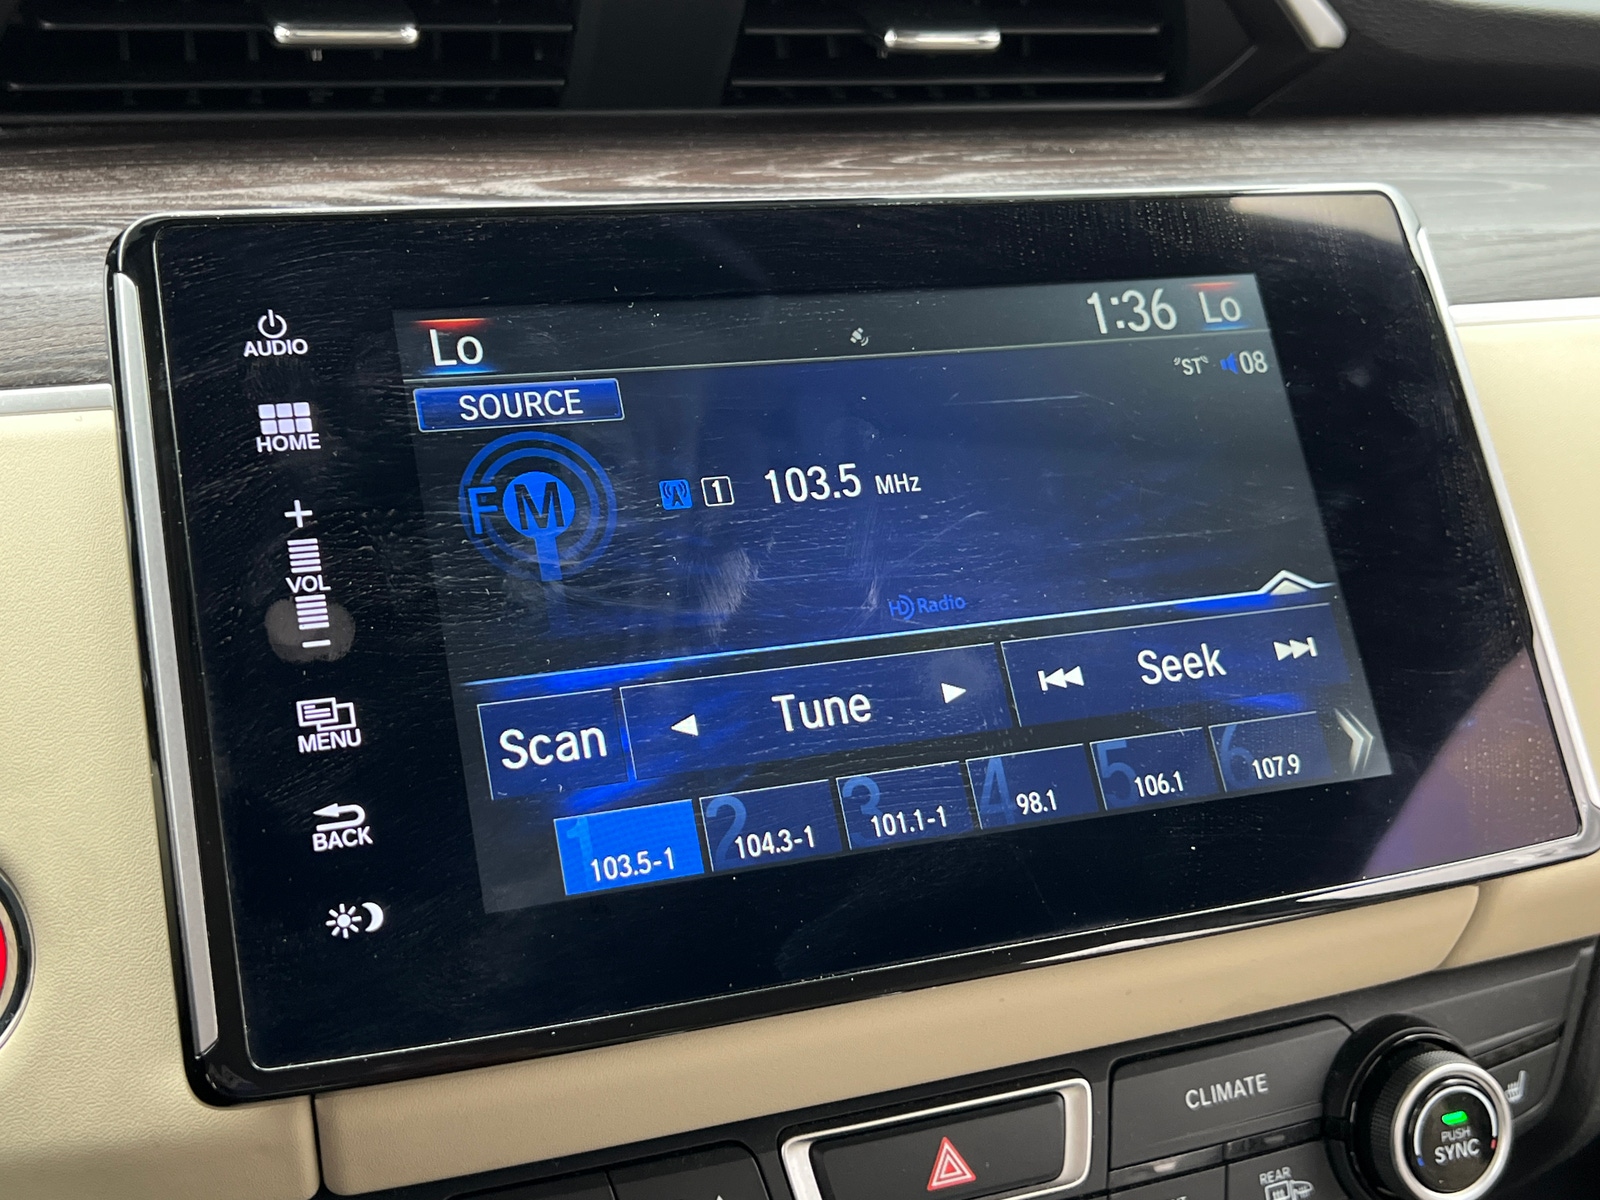 AUDIO
HOME
+
VOL
-
MENU
BACK
Lo
1:36 Lo
"ST" 08
SOURCE
FM
1 103.5 MHz
HD Radio
Scan
Tune
Seek
1 103.5-1
2 104.3-1
3 101.1-1
4 98.1
5 106.1
6 107.9
CLIMATE
PUSH
SYNC
REAR